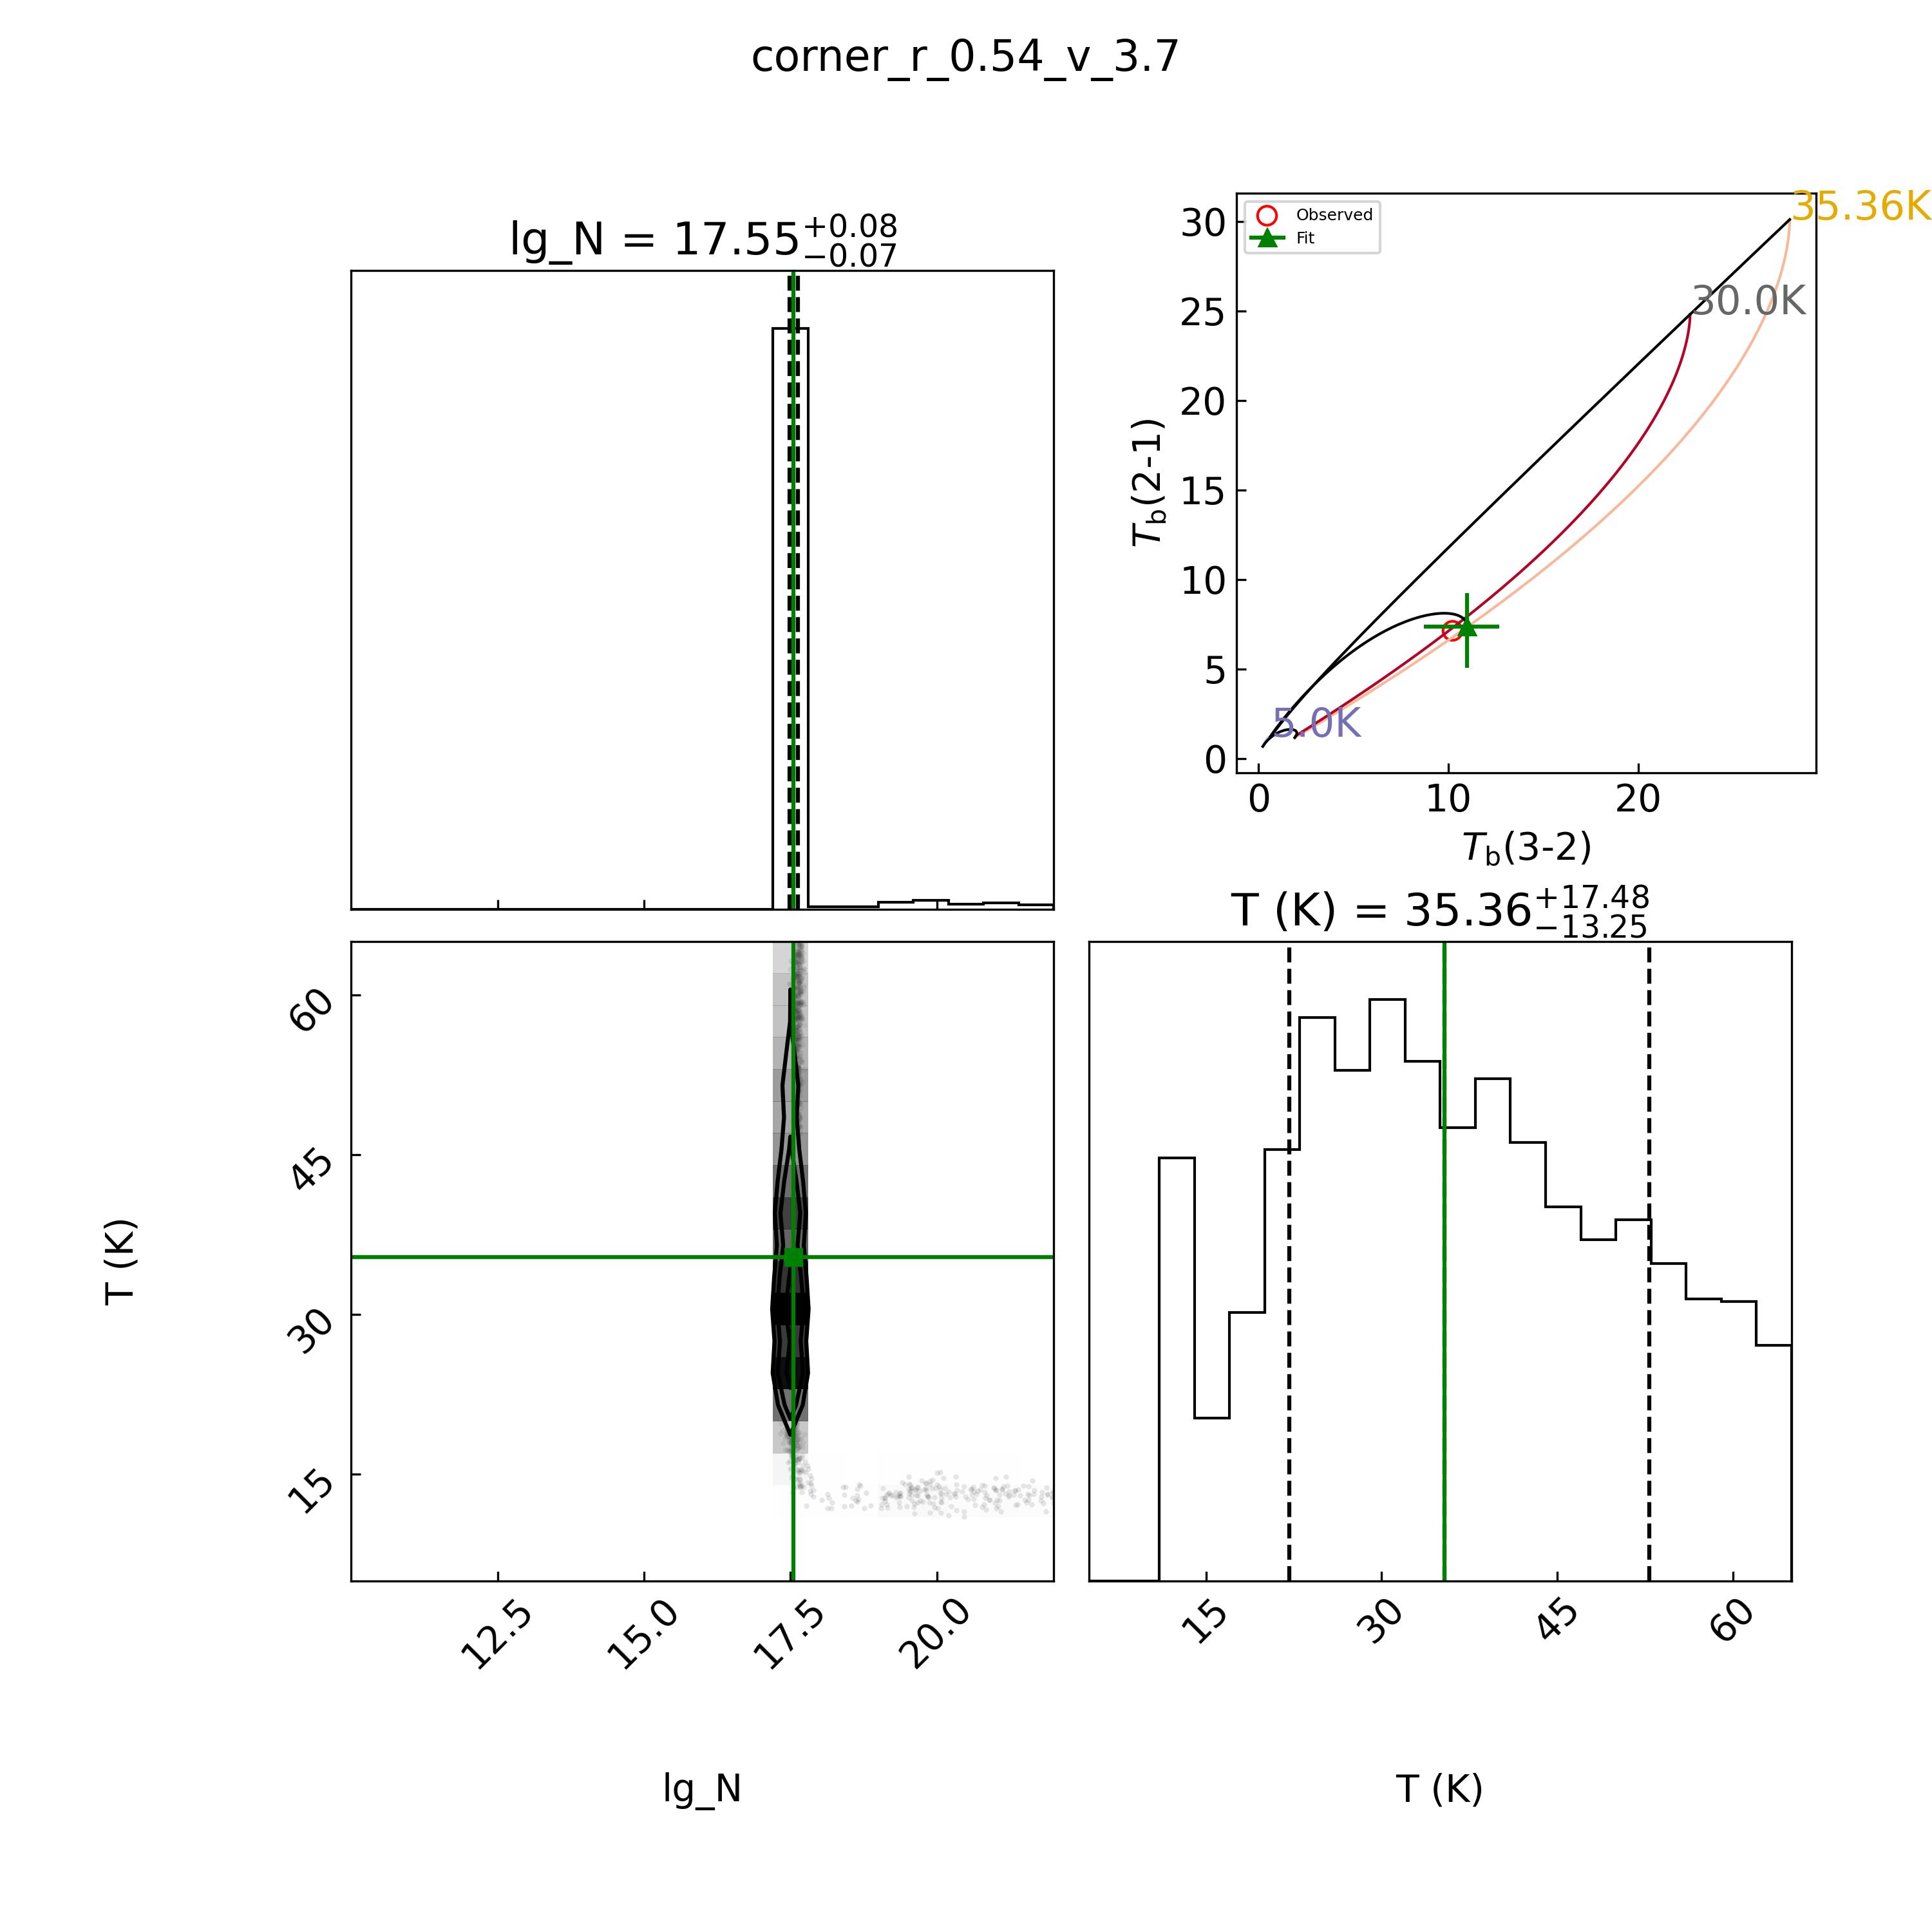 corner_r_0.54_v_3.7
lg_N = 17.55+0.08−0.07
Observed
Fit
35.36K
30.0K
5.0K
30
25
20
15
10
5
0
Tb(2-1)
0 10 20
Tb(3-2)
T (K) = 35.36+17.48−13.25
60
45
30
15
T (K)
12.5 15.0 17.5 20.0
lg_N
15 30 45 60
T (K)